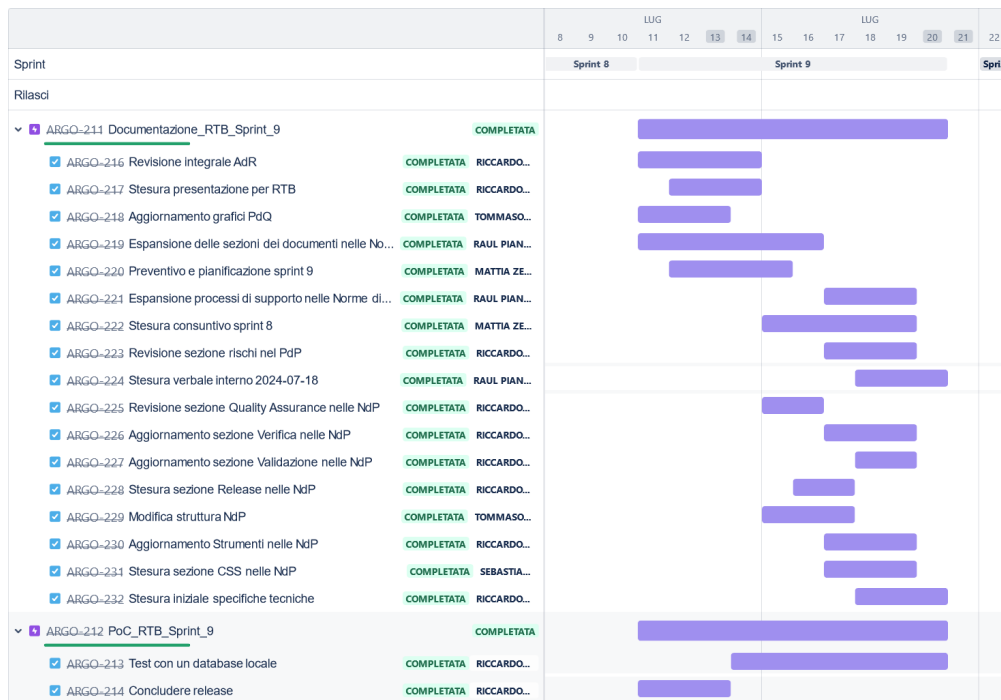 LUG LUG
8 9 10 11 12 13 14 15 16 17 18 19 20 21 22
Sprint Sprint 8 Sprint 9 Spri
Rilasci
ARGO-211 Documentazione_RTB_Sprint_9 COMPLETATA
ARGO-216 Revisione integrale AdR COMPLETATA RICCARDO...
ARGO-217 Stesura presentazione per RTB COMPLETATA RICCARDO...
ARGO-218 Aggiornamento grafici PdQ COMPLETATA TOMMASO...
ARGO-219 Espansione delle sezioni dei documenti nelle No... COMPLETATA RAUL PIAN...
ARGO-220 Preventivo e pianificazione sprint 9 COMPLETATA MATTIA ZE...
ARGO-221 Espansione processi di supporto nelle Norme di... COMPLETATA RAUL PIAN...
ARGO-222 Stesura consuntivo sprint 8 COMPLETATA MATTIA ZE...
ARGO-223 Revisione sezione rischi nel PdP COMPLETATA RICCARDO...
ARGO-224 Stesura verbale interno 2024-07-18 COMPLETATA RAUL PIAN...
ARGO-225 Revisione sezione Quality Assurance nelle NdP COMPLETATA RICCARDO...
ARGO-226 Aggiornamento sezione Verifica nelle NdP COMPLETATA RICCARDO...
ARGO-227 Aggiornamento sezione Validazione nelle NdP COMPLETATA RICCARDO...
ARGO-228 Stesura sezione Release nelle NdP COMPLETATA RICCARDO...
ARGO-229 Modifica struttura NdP COMPLETATA TOMMASO...
ARGO-230 Aggiornamento Strumenti nelle NdP COMPLETATA RICCARDO...
ARGO-231 Stesura sezione CSS nelle NdP COMPLETATA SEBASTIA...
ARGO-232 Stesura iniziale specifiche tecniche COMPLETATA RICCARDO...
ARGO-212 PoC_RTB_Sprint_9 COMPLETATA
ARGO-213 Test con un database locale COMPLETATA RICCARDO...
ARGO-214 Concludere release COMPLETATA RICCARDO...